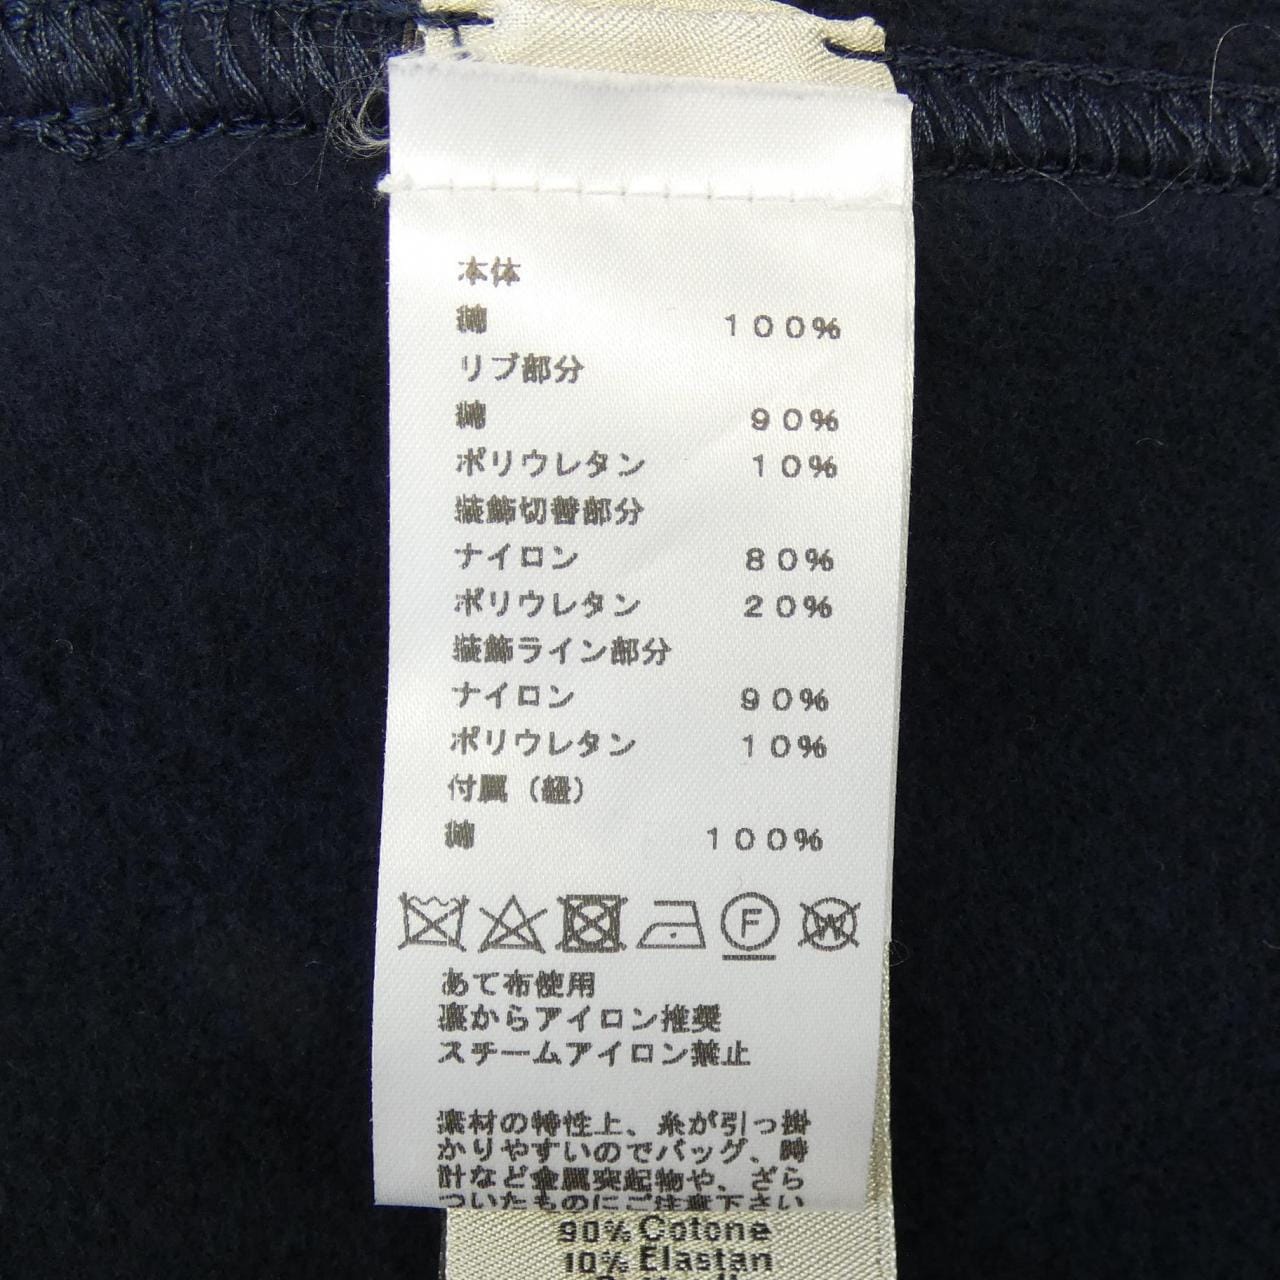 本体
綿 100%
リブ部分
綿 90%
ポリウレタン 10%
装飾切替部分
ナイロン 80%
ポリウレタン 20%
装飾ライン部分
ナイロン 90%
ポリウレタン 10%
付属(紐)
綿 100%
F W
あて布使用
裏からアイロン推奨
スチームアイロン禁止
素材の特性上、糸が引っ掛
かりやすいのでバッグ、時
計など金属突起物や、ざら
ついたものにご注意下さい
90% Cotone
10% Elastan